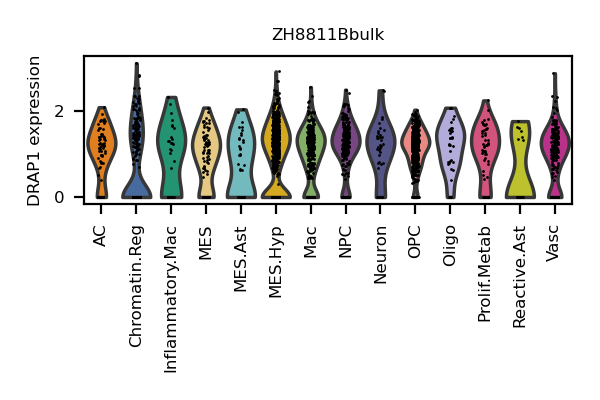 ZH8811Bbulk
DRAP1 expression
2
0
AC
Chromatin.Reg
Inflammatory.Mac
MES
MES.Ast
MES.Hyp
Mac
NPC
Neuron
OPC
Oligo
Prolif.Metab
Reactive.Ast
Vasc